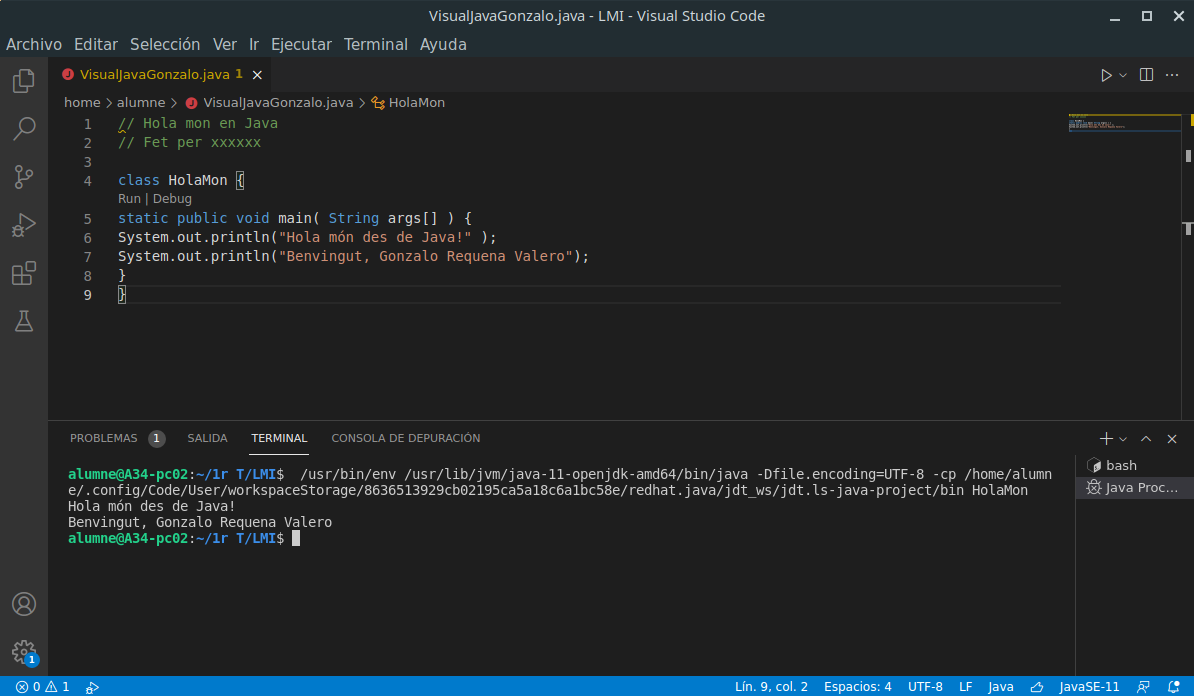 VisualJavaGonzalo.java - LMI - Visual Studio Code
Archivo Editar Selección Ver Ir Ejecutar Terminal Ayuda
J VisualJavaGonzalo.java 1
home > alumne > J VisualJavaGonzalo.java > HolaMon
1 // Hola mon en Java
2 // Fet per xxxxxx
3
4 class HolaMon {
Run | Debug
5 static public void main( String args[] ) {
6 System.out.println("Hola món des de Java!" );
7 System.out.println("Benvingut, Gonzalo Requena Valero");
8 }
9 }
PROBLEMAS 1 SALIDA TERMINAL CONSOLA DE DEPURACIÓN
alumne@A34-pc02:~/1r T/LMI$  /usr/bin/env /usr/lib/jvm/java-11-openjdk-amd64/bin/java -Dfile.encoding=UTF-8 -cp /home/alumn
e/.config/Code/User/workspaceStorage/8636513929cb02195ca5a18c6a1bc58e/redhat.java/jdt_ws/jdt.ls-java-project/bin HolaMon
Hola món des de Java!
Benvingut, Gonzalo Requena Valero
alumne@A34-pc02:~/1r T/LMI$
bash
Java Proc...
1
0 1 Lín. 9, col. 2 Espacios: 4 UTF-8 LF Java JavaSE-11